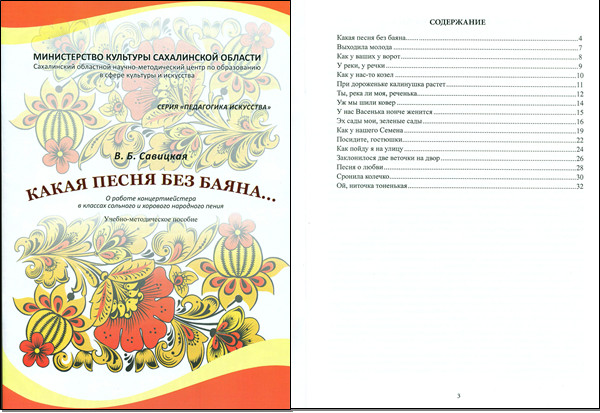 МИНИСТЕРСТВО КУЛЬТУРЫ САХАЛИНСКОЙ ОБЛАСТИ
Сахалинский областной научно-методический центр по образованию
в сфере культуры и искусства
СЕРИЯ «ПЕДАГОГИКА ИСКУССТВА»
В. Б. Савицкая
КАКАЯ ПЕСНЯ БЕЗ БАЯНА...
О работе концертмейстера
в классах сольного и хорового народного пения
Учебно-методическое пособие
СОДЕРЖАНИЕ
Какая песня без баяна...4
Выходила молода...7
Как у ваших у ворот...8
У реки, у речки...9
Как у нас-то козел...10
При дороженьке калинушка растет...11
Ты, река ли моя, реченька...12
Уж мы шили ковер...14
У нас Васенька нонче женится...15
Эх сады мои, зеленые сады...16
Как у нашего Семена...19
Посидите, гостюшки...22
Как пойду я на улицу...24
Заклонилося две веточки на двор...26
Песня о любви...28
Сронила колечко...30
Ой, ниточка тоненькая...32
3